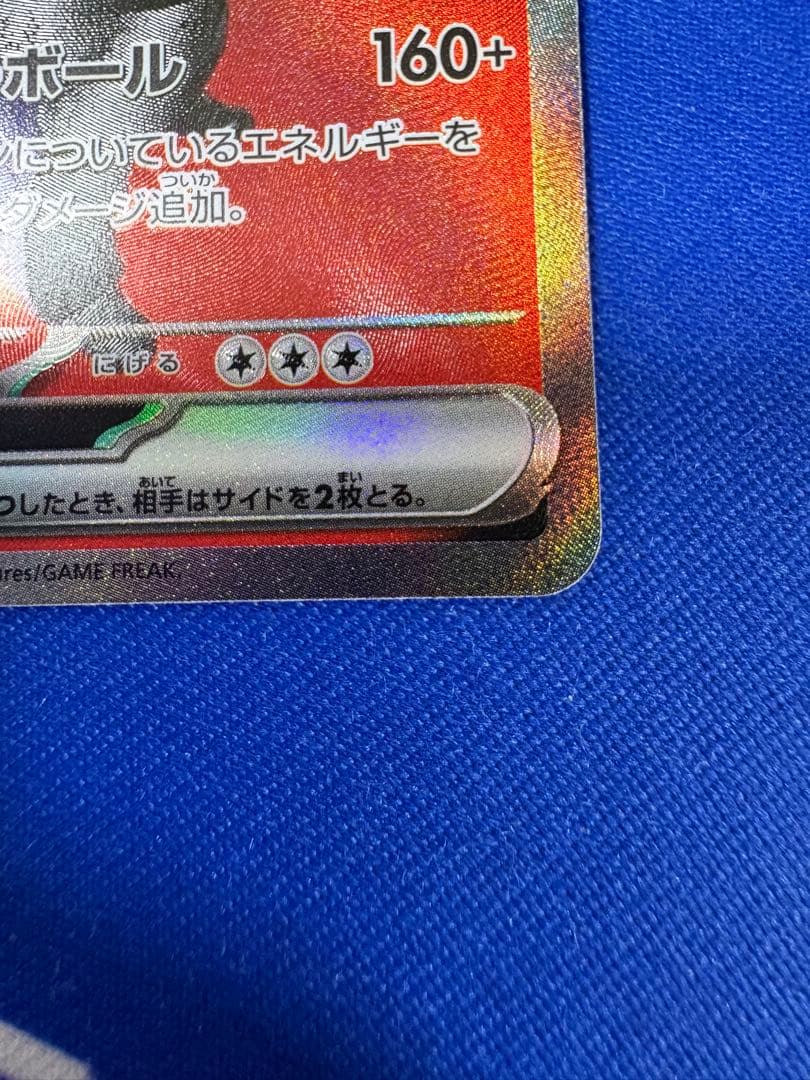 ボール 160+
についているエネルギーを
ついか
ダメージ追加。
にげる
あいて まい
つしたとき、相手はサイドを2枚とる。
ures/GAME FREAK.